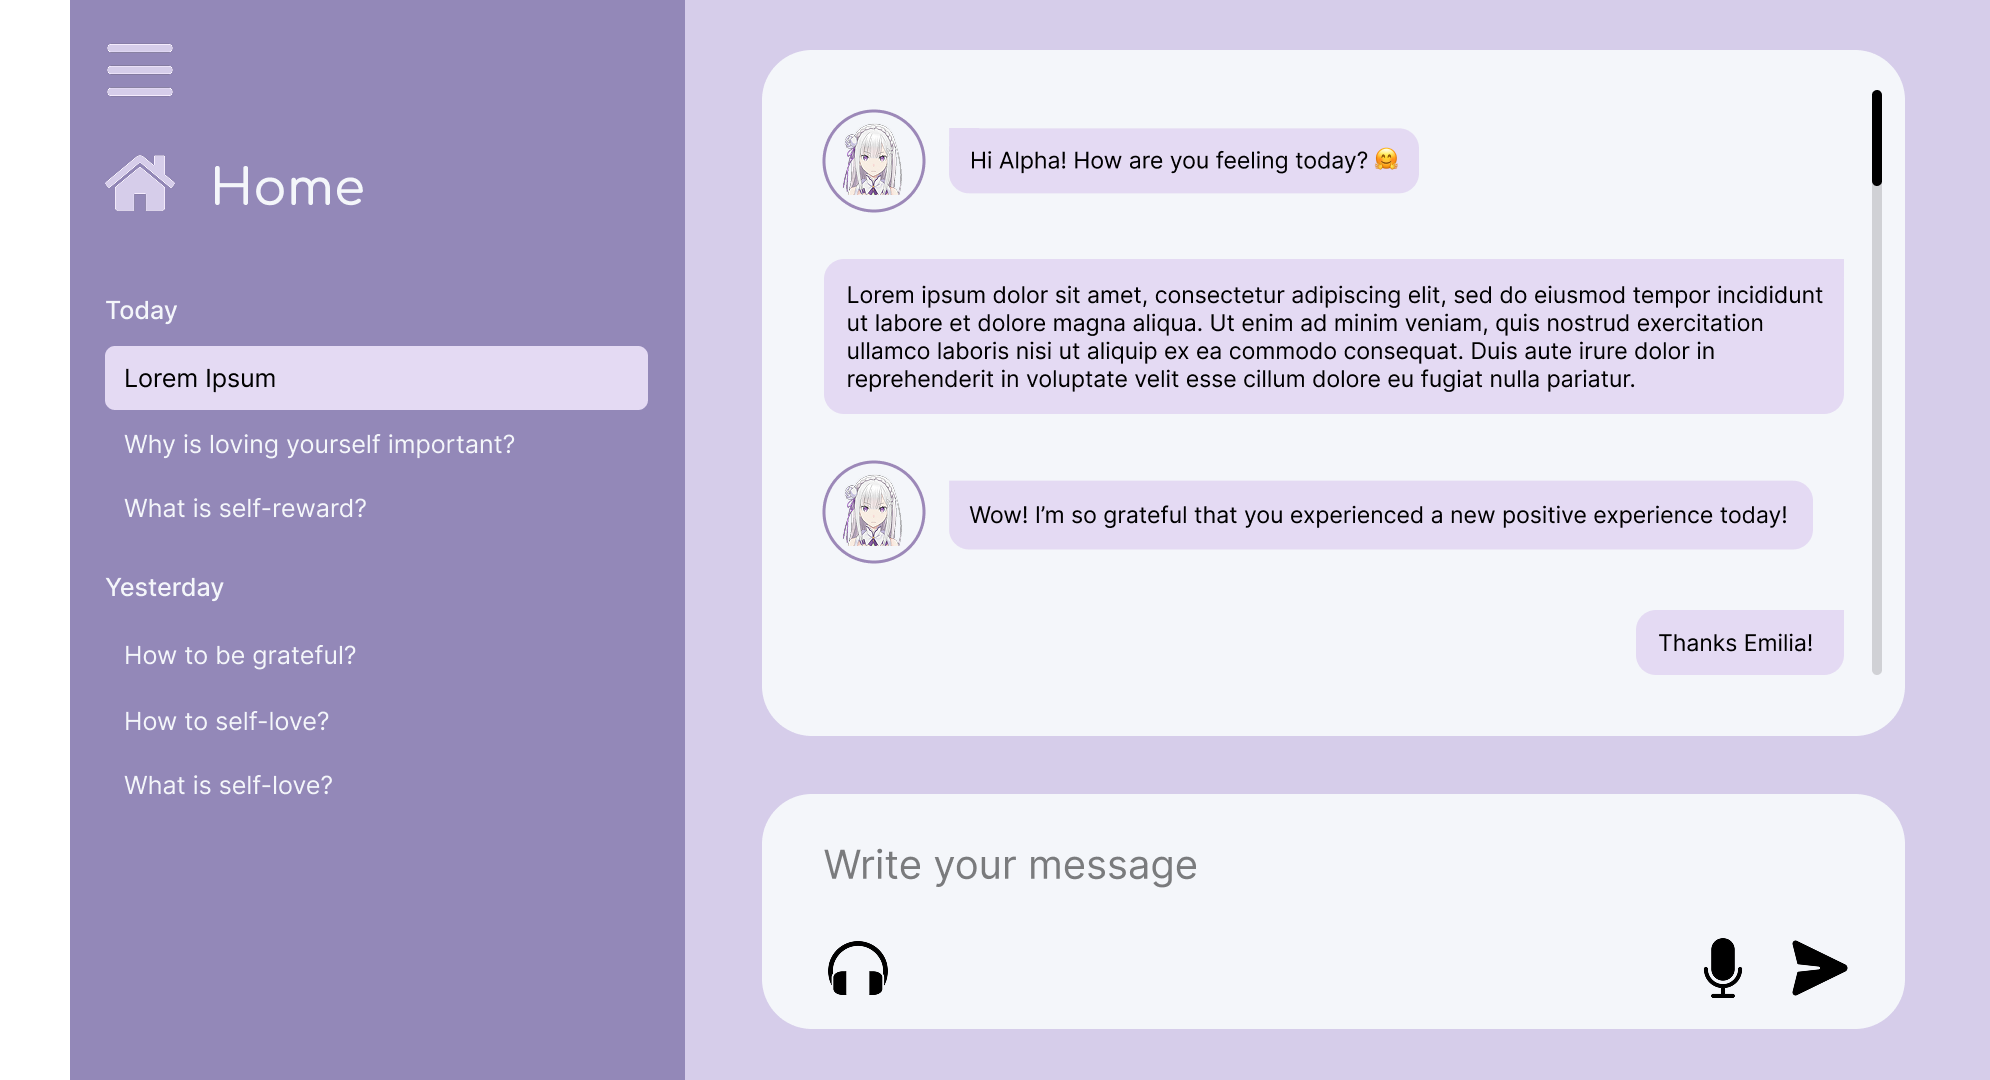 Home
Today
Lorem Ipsum
Why is loving yourself important?
What is self-reward?
Yesterday
How to be grateful?
How to self-love?
What is self-love?
Hi Alpha! How are you feeling today? 🤗
Lorem ipsum dolor sit amet, consectetur adipiscing elit, sed do eiusmod tempor incididunt
ut labore et dolore magna aliqua. Ut enim ad minim veniam, quis nostrud exercitation
ullamco laboris nisi ut aliquip ex ea commodo consequat. Duis aute irure dolor in
reprehenderit in voluptate velit esse cillum dolore eu fugiat nulla pariatur.
Wow! I’m so grateful that you experienced a new positive experience today!
Thanks Emilia!
Write your message